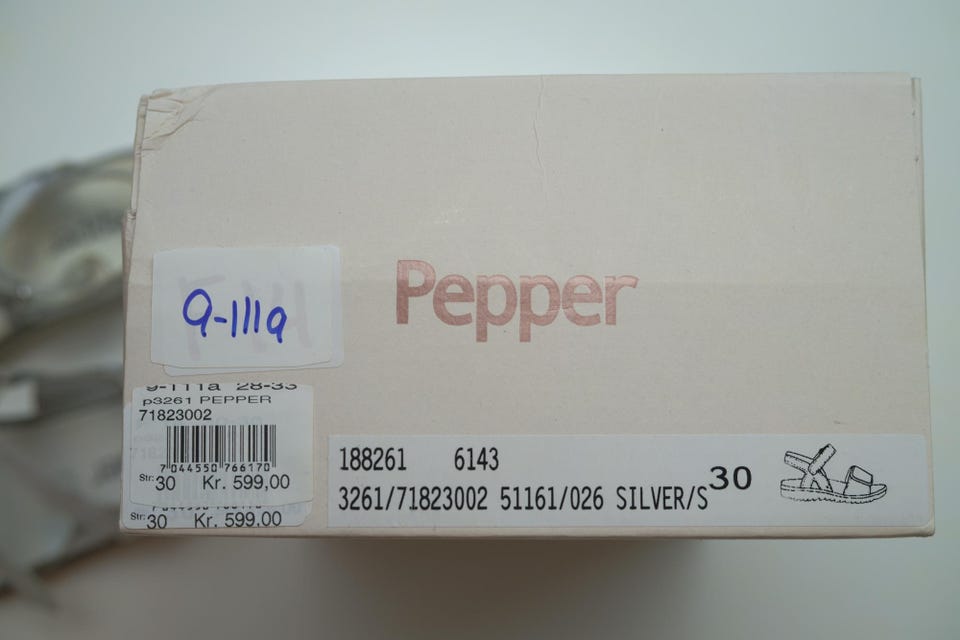 Pepper
9-111a
9-111a 28-33
p3261 PEPPER
71823002
7 044550 766170
Str: 30 Kr. 599,00
Str: 30 Kr. 599.00
188261 6143
3261/71823002 51161/026 SILVER/S 30